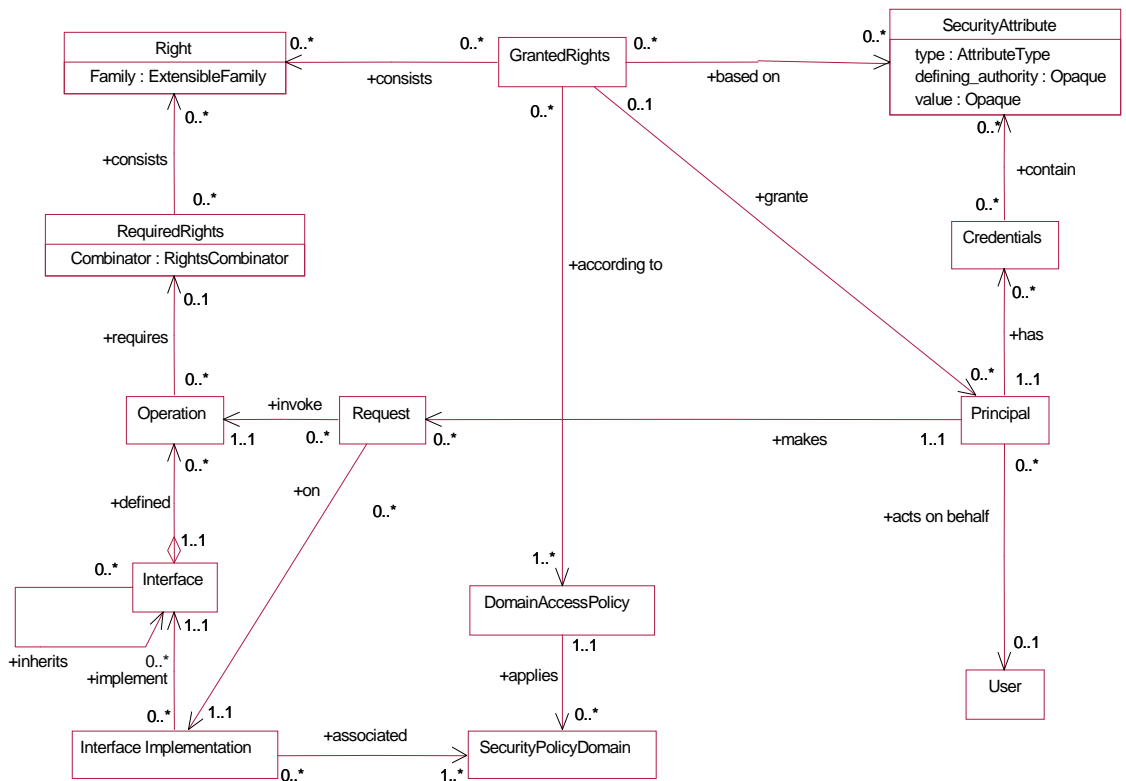 Right
Family : ExtensibleFamily
0..*
+consists
0..*
GrantedRights
0..*
+based on
0..*
SecurityAttribute
type : AttributeType
defining_authority : Opaque
value : Opaque
0..*
0..*
0..1
0..*
+consists
+contain
+grante
0..*
0..*
RequiredRights
Combinator : RightsCombinator
Credentials
+according to
0..1
0..*
+requires
+has
0..*
0..*
1..1
Operation
+invoke
Request
Principal
1..1
0..*
0..*
+makes
1..1
0..*
0..*
+defined
+on
0..*
+acts on behalf
1..1
0..*
1..*
Interface
DomainAccessPolicy
1..1
1..1
0..1
+inherits
0..*
+implement
+applies
User
0..*
1..1
0..*
Interface Implementation
+associated
SecurityPolicyDomain
0..*
1..*